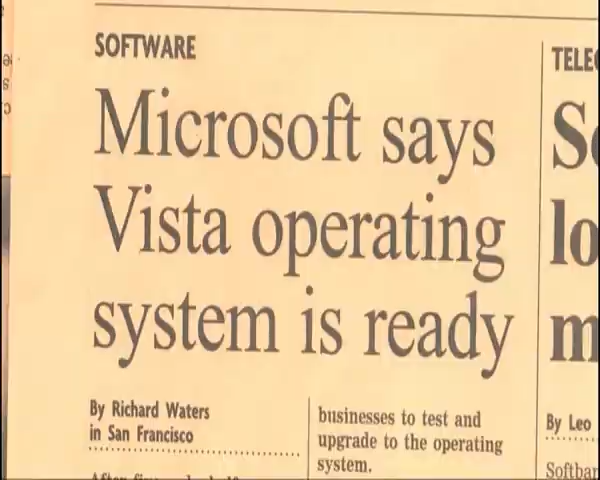 SOFTWARE
Microsoft says
Vista operating
system is ready
By Richard Waters
in San Francisco
businesses to test and
upgrade to the operating
system.
By Leo